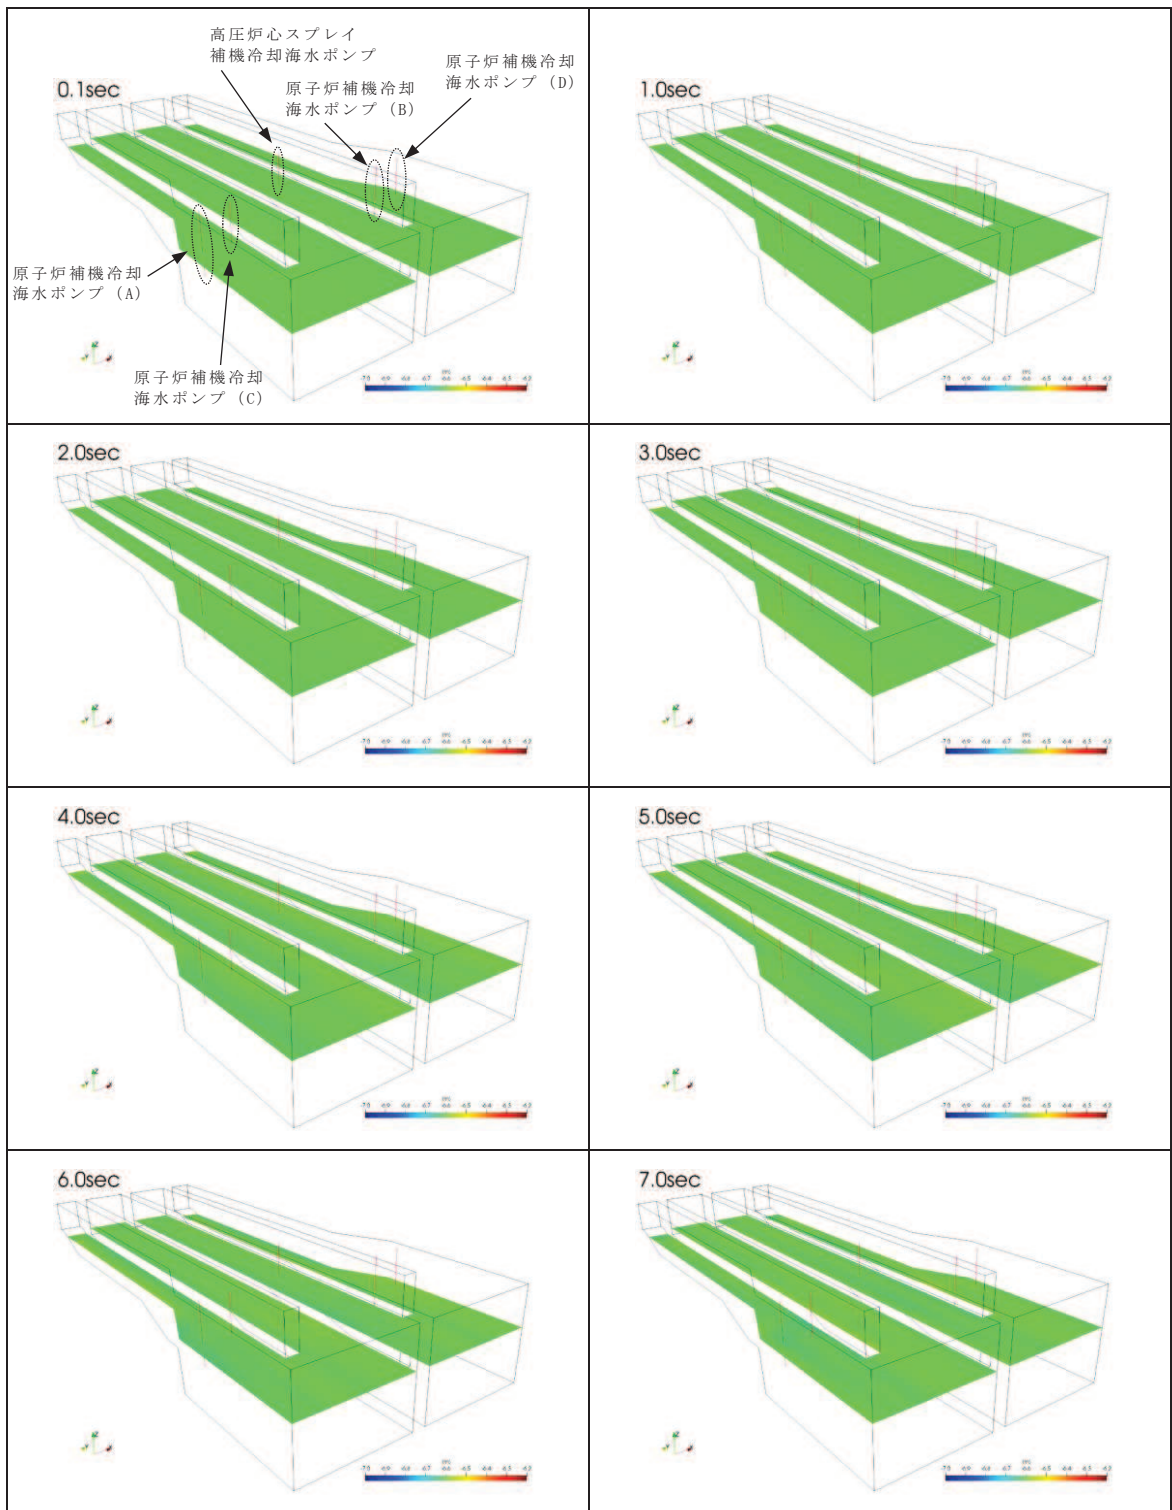 0.1sec
高圧炉心スプレイ
補機冷却海水ポンプ
原子炉補機冷却
海水ポンプ (B)
原子炉補機冷却
海水ポンプ (D)
原子炉補機冷却
海水ポンプ (A)
原子炉補機冷却
海水ポンプ (C)
1.0sec
2.0sec
3.0sec
4.0sec
5.0sec
6.0sec
7.0sec